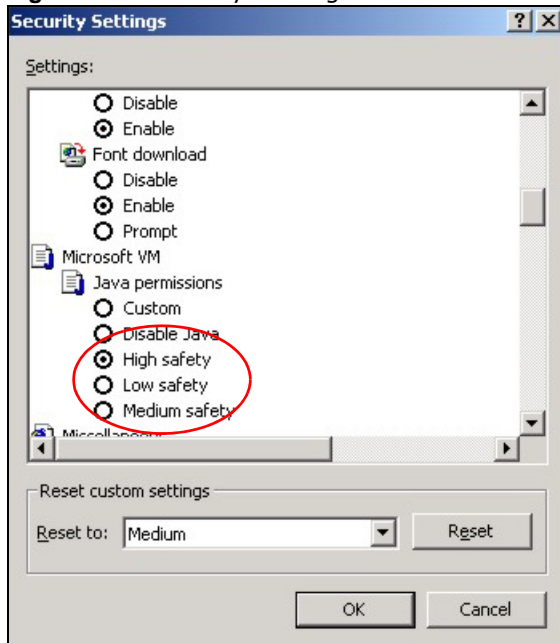 Security Settings
Settings:
Disable
Enable
Font download
Disable
Enable
Prompt
Microsoft VM
Java permissions
Custom
Disable Java
High safety
Low safety
Medium safety
Miscellaneous
Reset custom settings
Reset to: Medium Reset
OK Cancel